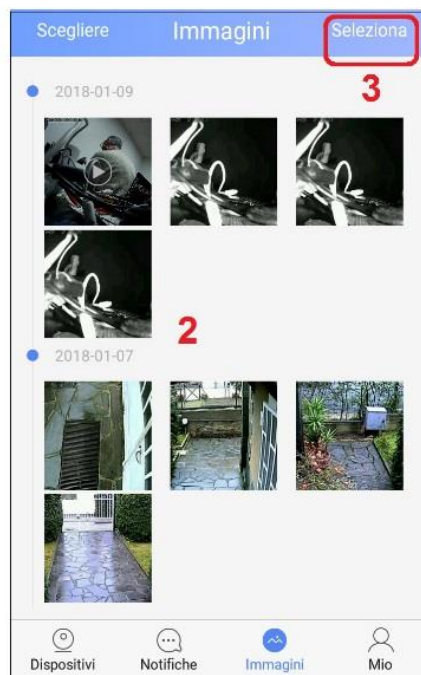 Scegliere Immagini Seleziona
3
2018-01-09
2
2018-01-07
Dispositivi Notifiche Immagini Mio